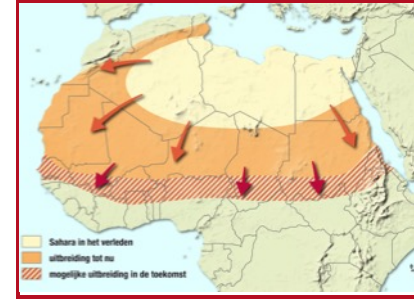 Sahara in het verleden
uitbreiding tot nu
mogelijke uitbreiding in de toekomst